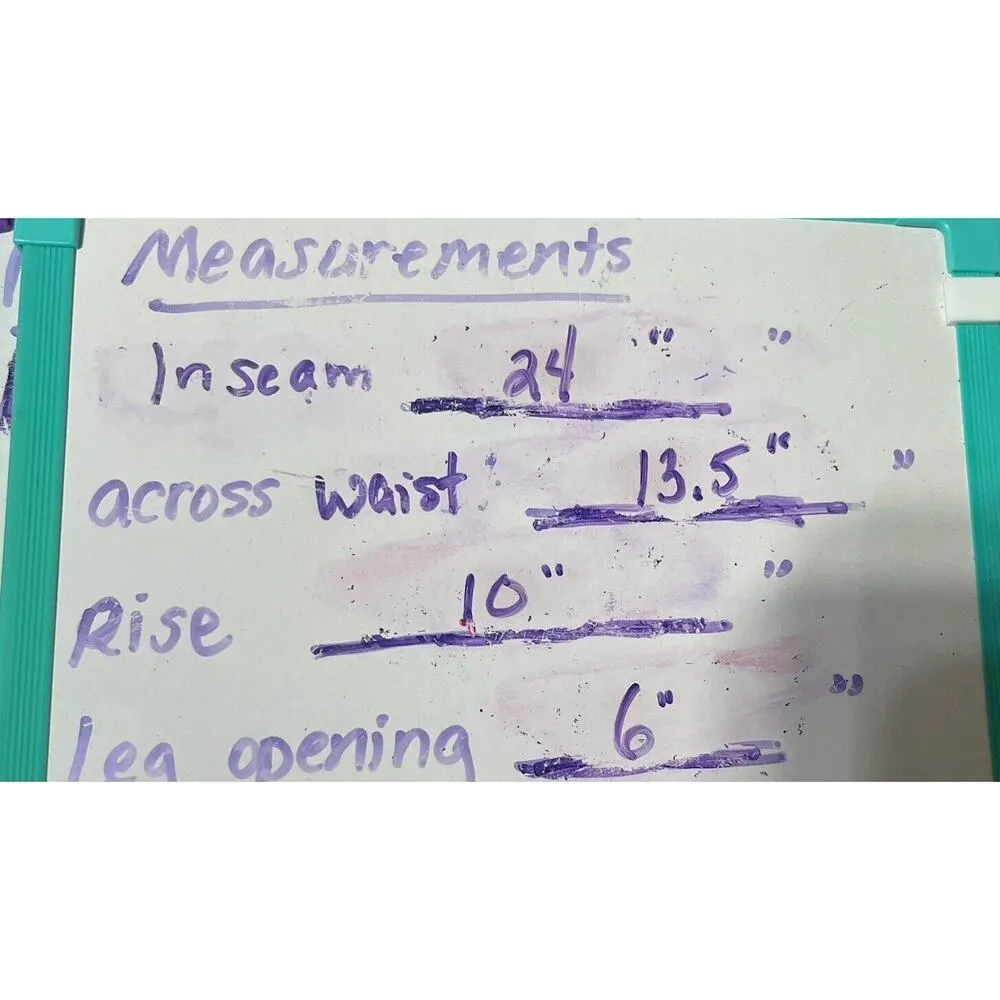 Measurements
Inseam 24 " "
across waist: 13.5" "
Rise 10" "
Leg opening 6" "